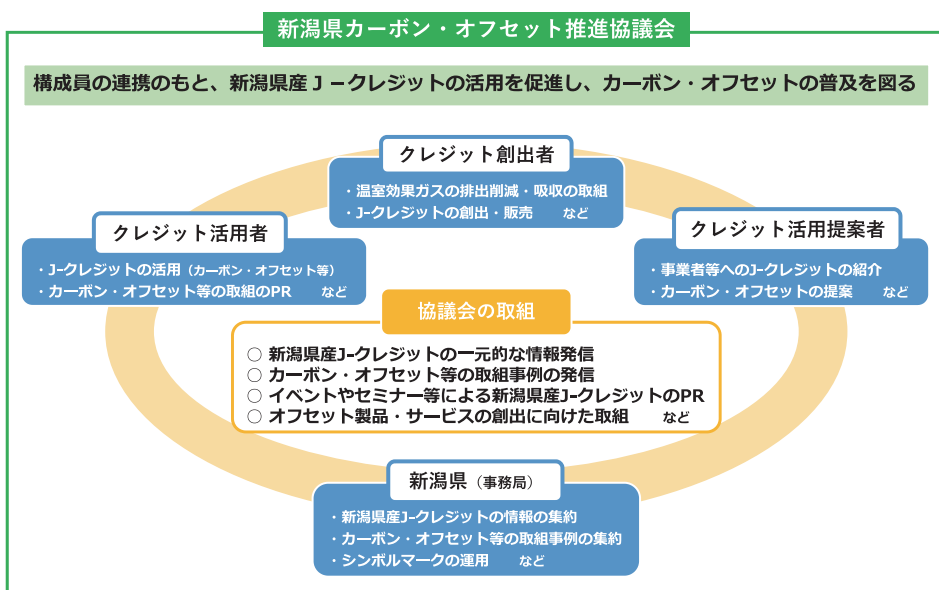 新潟県カーボン・オフセット推進協議会
構成員の連携のもと、新潟県産J-クレジットの活用を促進し、カーボン・オフセットの普及を図る
クレジット創出者
・温室効果ガスの排出削減・吸収の取組
・J-クレジットの創出・販売 など
クレジット活用者
・J-クレジットの活用（カーボン・オフセット等）
・カーボン・オフセット等の取組のPR など
クレジット活用提案者
・事業者等へのJ-クレジットの紹介
・カーボン・オフセットの提案 など
協議会の取組
○ 新潟県産J-クレジットの一元的な情報発信
○ カーボン・オフセット等の取組事例の発信
○ イベントやセミナー等による新潟県産J-クレジットのPR
○ オフセット製品・サービスの創出に向けた取組 など
新潟県（事務局）
・新潟県産J-クレジットの情報の集約
・カーボン・オフセット等の取組事例の集約
・シンボルマークの運用 など